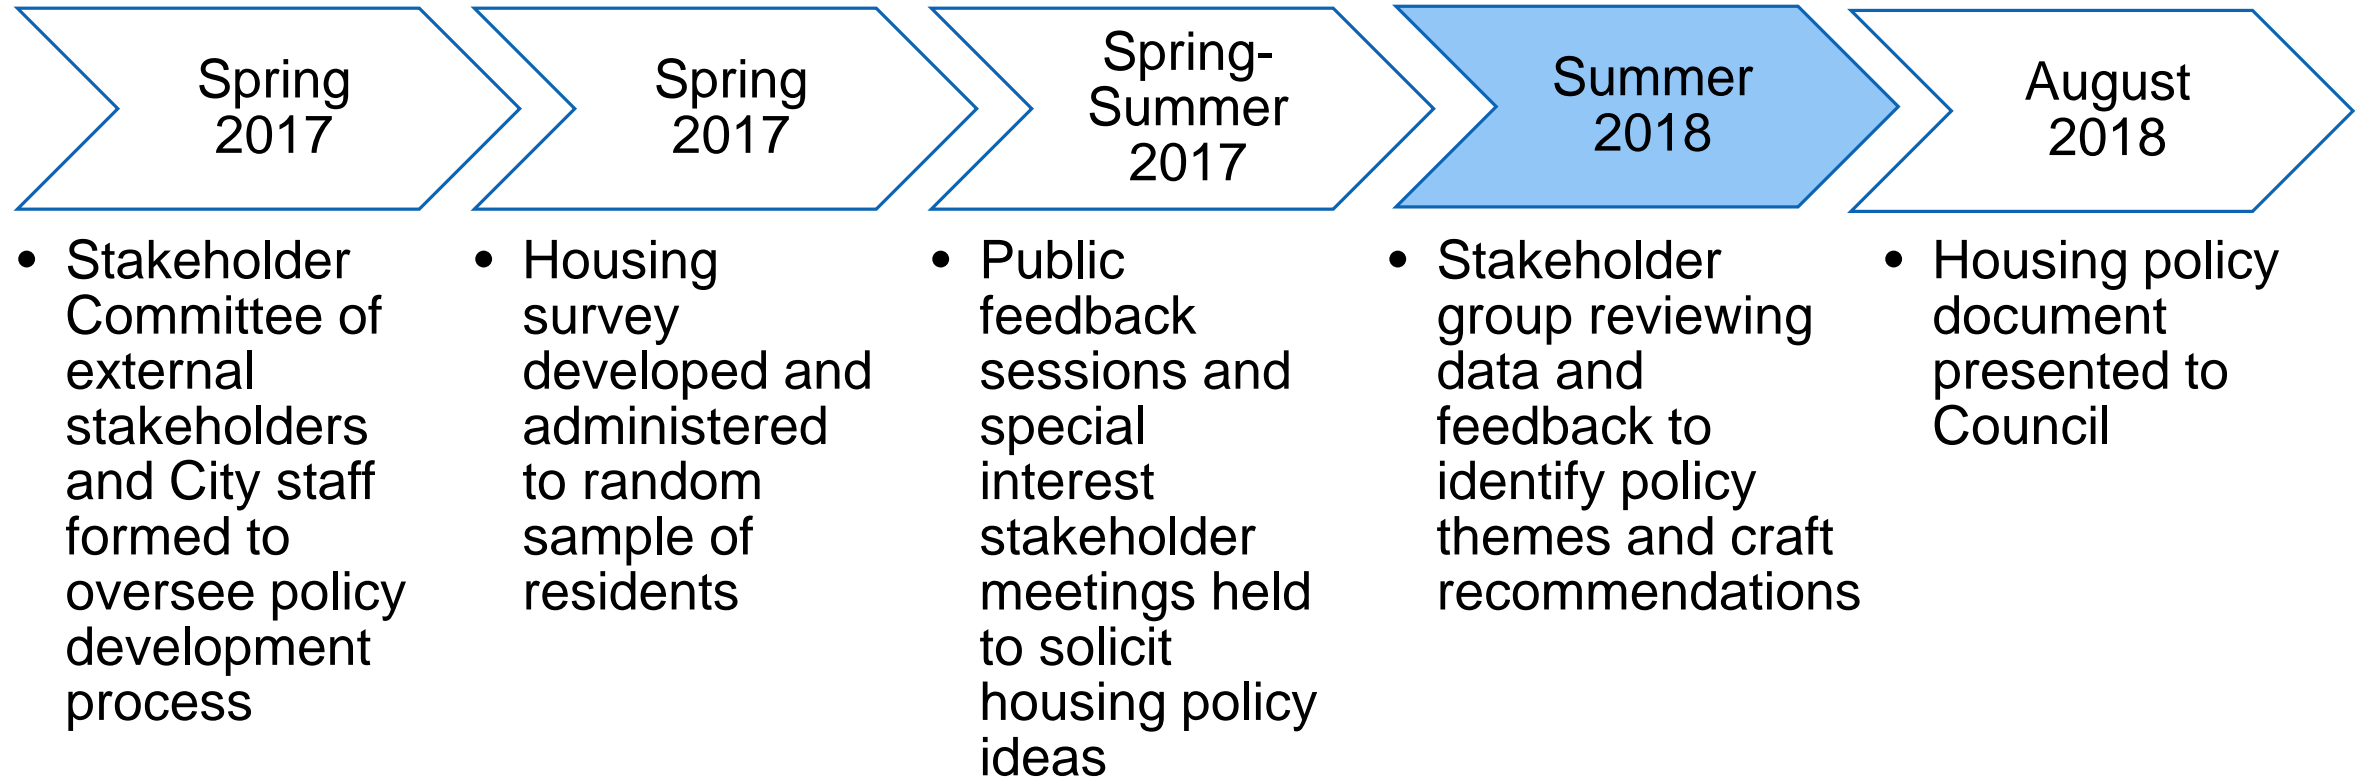 Spring
2017
Spring
2017
Spring-
Summer
2017
Summer
2018
August
2018
• Stakeholder
Committee of
external
stakeholders
and City staff
formed to
oversee policy
development
process
• Housing
survey
developed and
administered
to random
sample of
residents
• Public
feedback
sessions and
special
interest
stakeholder
meetings held
to solicit
housing policy
ideas
• Stakeholder
group reviewing
data and
feedback to
identify policy
themes and craft
recommendations
• Housing policy
document
presented to
Council